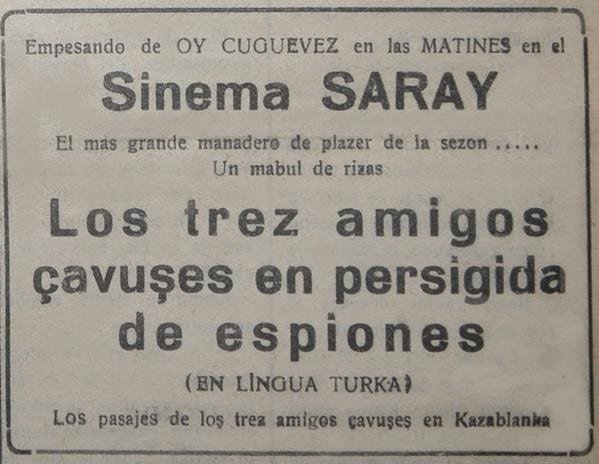 Empesando de OY CUGUEVEZ en las MATINES en el
Sinema SARAY
El mas grande manadero de plazer de la sezon .....
Un mabul de rizas
Los trez amigos
çavuşes en persigida
de espiones
(EN LİNGUA TURKA)
Los pasajes de los trez amigos çavuşes en Kazablanka